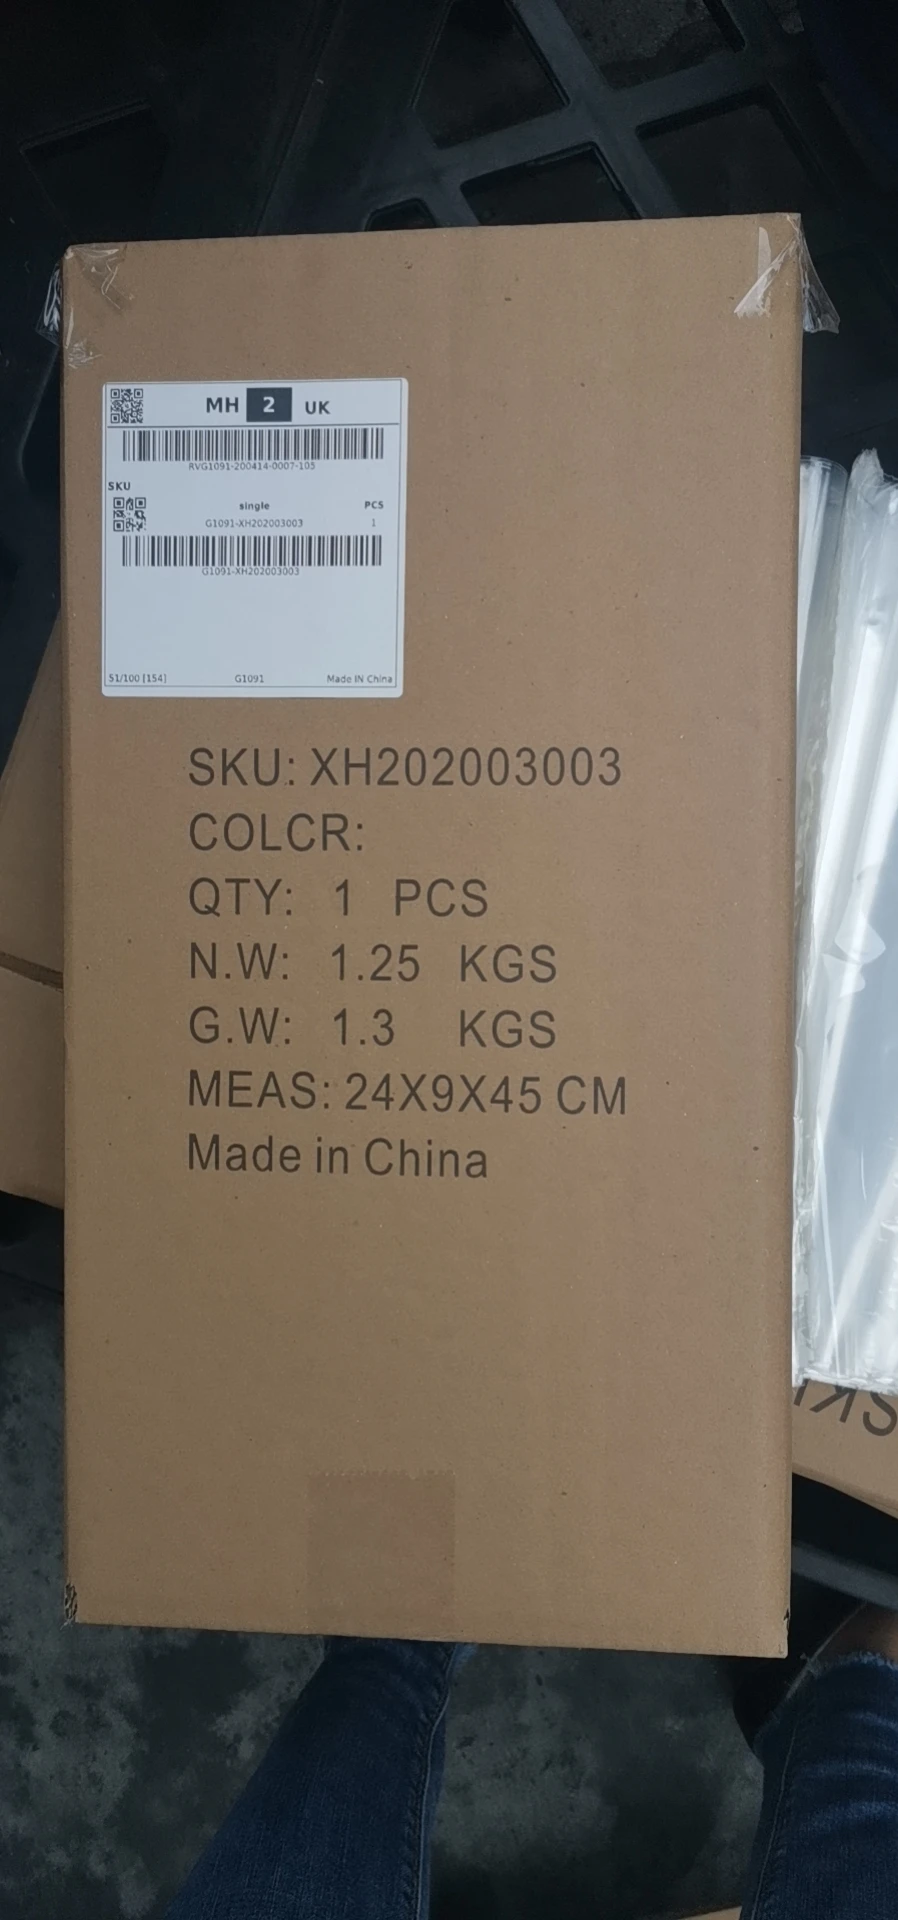 MH 2 UK
RVG1091-200414-0007-105
SKU
single PCS
G1091-XH202003003 1
G1091-XH202003003
51/100 [154] G1091 Made IN China
SKU: XH202003003
COLCR:
QTY: 1 PCS
N.W: 1.25 KGS
G.W: 1.3 KGS
MEAS: 24X9X45 CM
Made in China